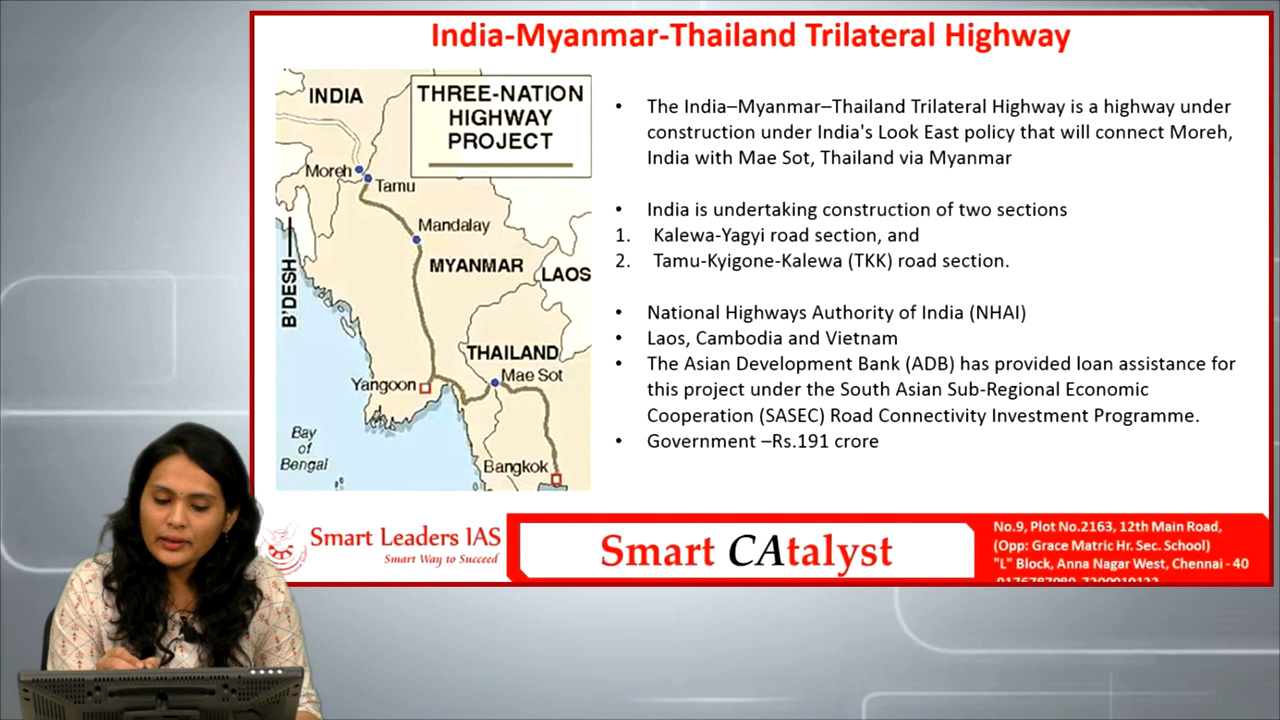 India-Myanmar-Thailand Trilateral Highway
INDIA
THREE-NATION
HIGHWAY
PROJECT
Moreh
Tamu
Mandalay
MYANMAR
LAOS
B'DESH
THAILAND
Mae Sot
Yangoon
Bay
of
Bengal
Bangkok
• The India–Myanmar–Thailand Trilateral Highway is a highway under
construction under India's Look East policy that will connect Moreh,
India with Mae Sot, Thailand via Myanmar
• India is undertaking construction of two sections
1. Kalewa-Yagyi road section, and
2. Tamu-Kyigone-Kalewa (TKK) road section.
• National Highways Authority of India (NHAI)
• Laos, Cambodia and Vietnam
• The Asian Development Bank (ADB) has provided loan assistance for
this project under the South Asian Sub-Regional Economic
Cooperation (SASEC) Road Connectivity Investment Programme.
• Government –Rs.191 crore
Smart Leaders IAS
Smart Way to Succeed
Smart CAtalyst
No.9, Plot No.2163, 12th Main Road,
(Opp: Grace Matric Hr. Sec. School)
"L" Block, Anna Nagar West, Chennai - 40